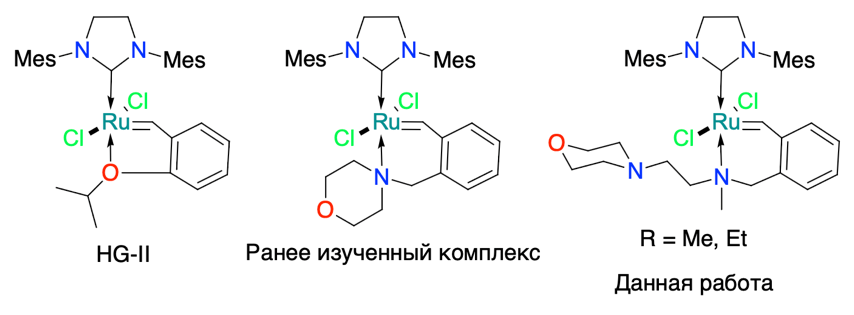 N N N N N N
Mes Mes Mes Mes Mes Mes
Cl Cl Cl
Ru Ru Ru
Cl Cl Cl
O N O N N
O
HG-II
Ранее изученный комплекс
R = Me, Et
Данная работа